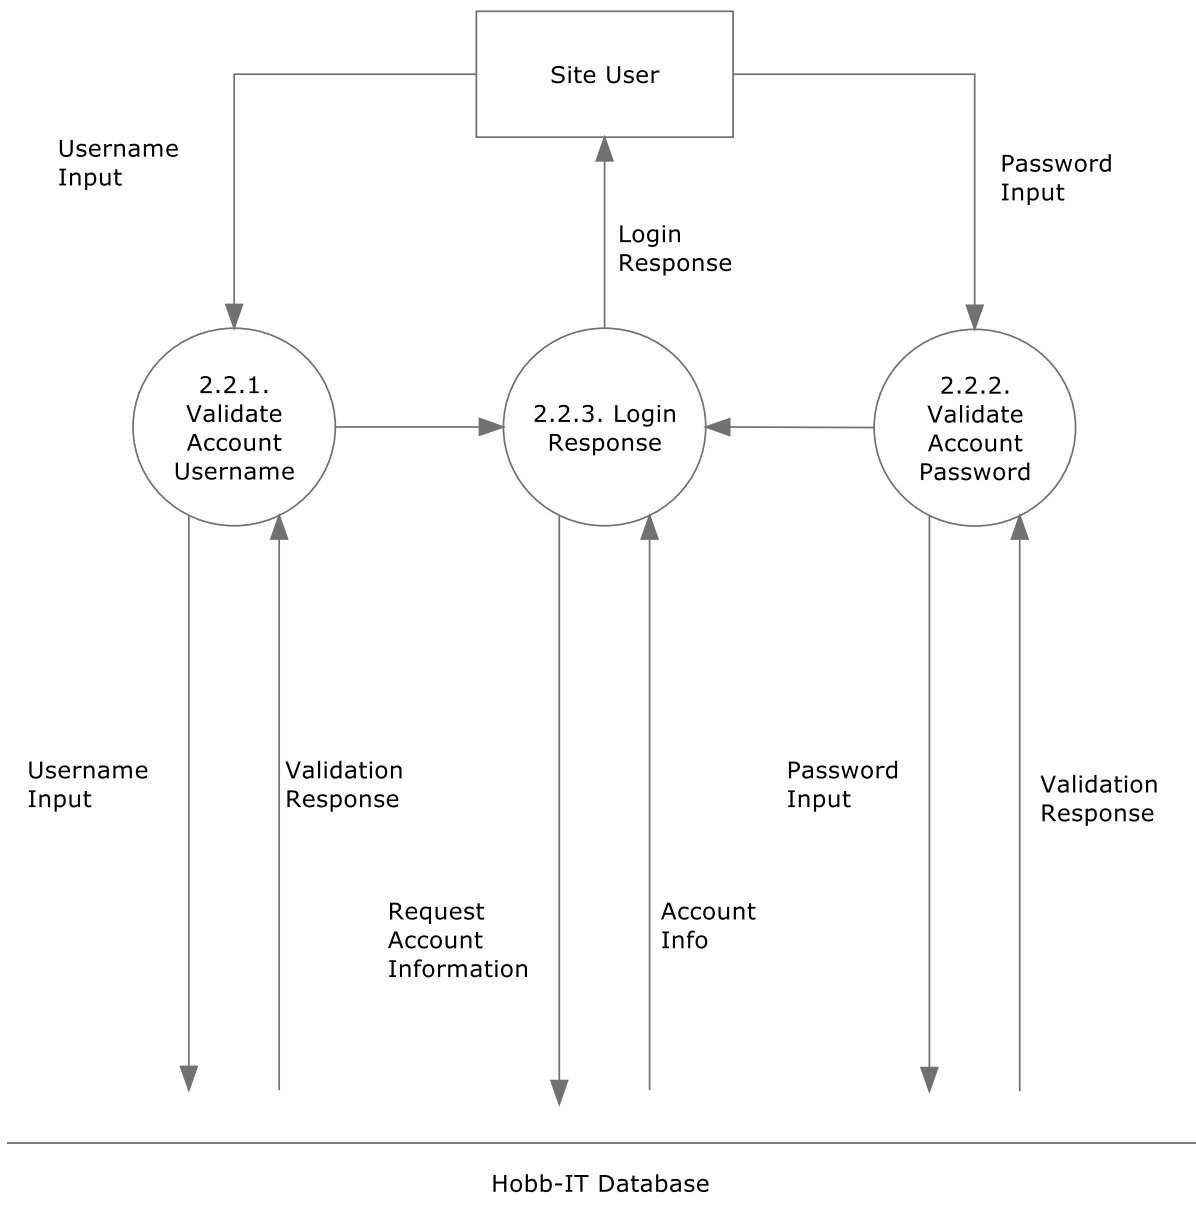 Site User
Username
Input
Password
Input
Login
Response
2.2.1.
Validate
Account
Username
2.2.3. Login
Response
2.2.2.
Validate
Account
Password
Username
Input
Validation
Response
Password
Input
Validation
Response
Request
Account
Information
Account
Info
Hobb-IT Database